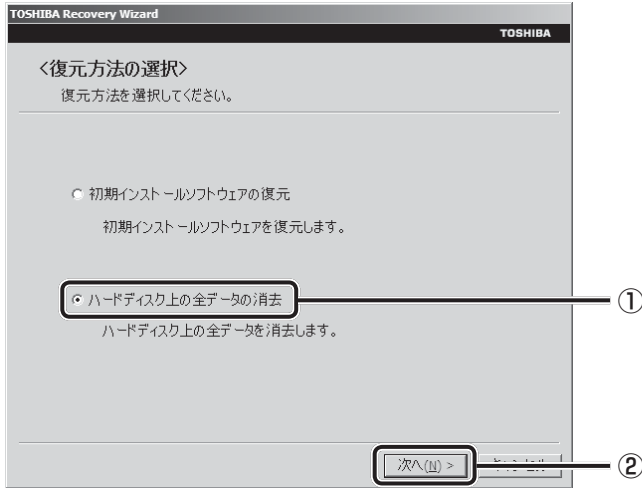 TOSHIBA Recovery Wizard
TOSHIBA
<復元方法の選択>
復元方法を選択してください。
初期インストールソフトウェアの復元
初期インストールソフトウェアを復元します。
ハードディスク上の全データの消去
①
ハードディスク上の全データを消去します。
次へ(N) >
②